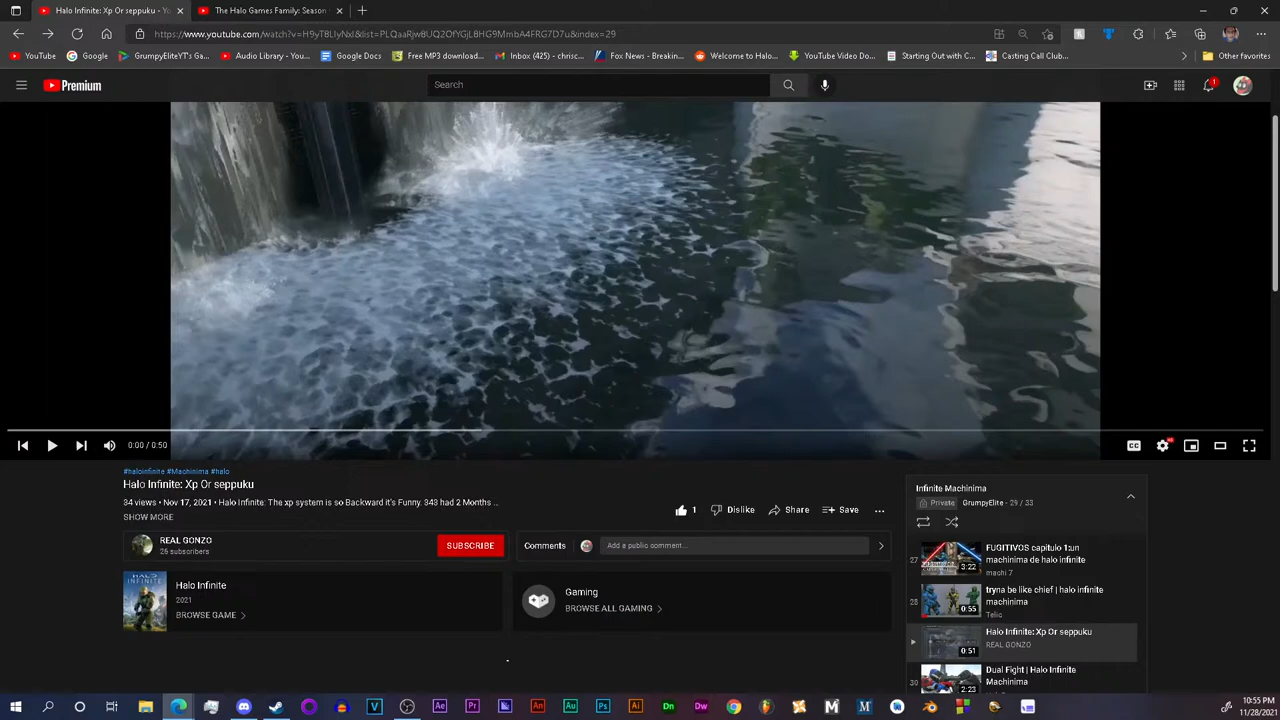 Halo Infinite: Xp Or seppuku - Yo
The Halo Games Family: Season
https://www.youtube.com/watch?v=H9yT8LIyNxI&list=PLQaaRjw8UQ2OfYGjLBHG9MmbA4FRG7D7u&index=29
YouTube
Google
GrumpyEliteYT's Ga...
Audio Library - You...
Google Docs
Free MP3 download...
Inbox (425) - chrisc...
Fox News - Breakin...
Welcome to Halo...
YouTube Video Do...
Starting Out with C...
Casting Call Club...
Other favorites
Premium
Search
1
0:00 / 0:50
#haloinfinite #Machinima #halo
Halo Infinite: Xp Or seppuku
34 views • Nov 17, 2021 • Halo Infinite: The xp system is so Backward it's Funny. 343 had 2 Months ...
SHOW MORE
1
Dislike
Share
Save
REAL GONZO
26 subscribers
SUBSCRIBE
Comments
Add a public comment...
Halo Infinite
2021
BROWSE GAME
Gaming
BROWSE ALL GAMING
HALO
INFINITE
Infinite Machinima
Private
GrumpyElite - 29 / 33
27
3:22
FUGITIVOS capitulo 1:un
machinima de halo infinite
machi 7
28
0:55
tryna be like chief | halo infinite
machinima
Telic
0:51
Halo Infinite: Xp Or seppuku
REAL GONZO
30
2:23
Dual Fight | Halo Infinite
Machinima
10:55 PM
11/28/2021